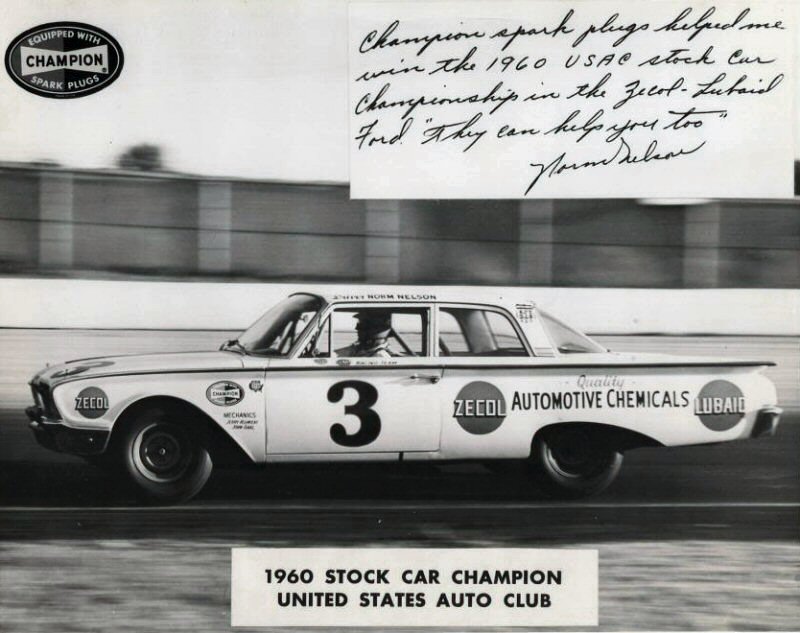 EQUIPPED WITH
CHAMPION
SPARK PLUGS
Champion spark plugs helped me
win the 1960 USAC stock car
Championship in the Zecol-Lubaid
Ford "They can help you too"
Norm Nelson
NORM NELSON
RACING TEAM
ZECOL
CHAMPION
MECHANICS
3
ZECOL
Quality
AUTOMOTIVE CHEMICALS
LUBAID
1960 STOCK CAR CHAMPION
UNITED STATES AUTO CLUB